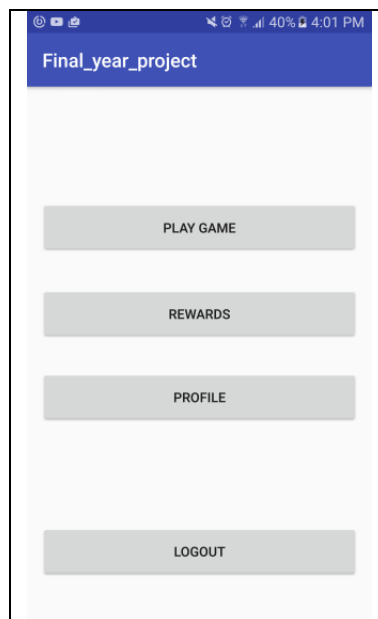 40% 4:01 PM
Final_year_project
PLAY GAME
REWARDS
PROFILE
LOGOUT